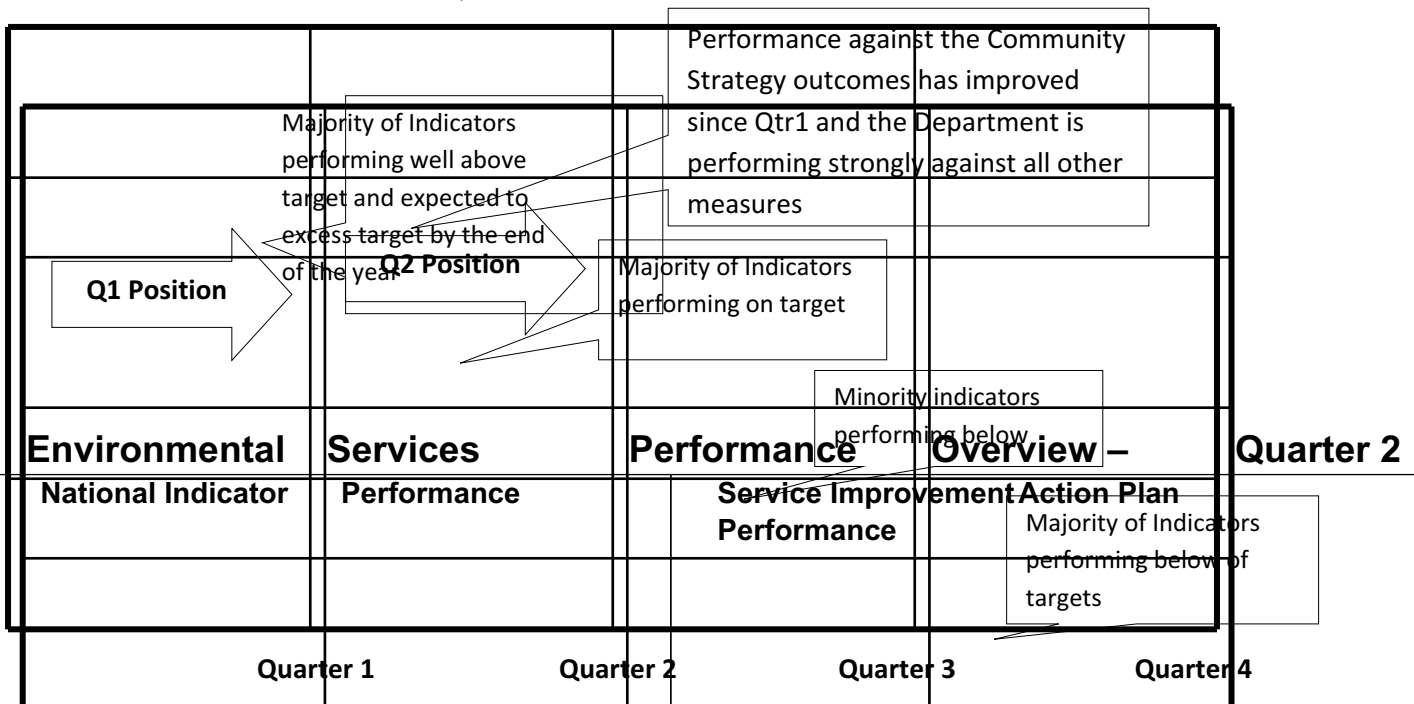 Performance against the Community
Strategy outcomes has improved
since Qtr1 and the Department is
performing strongly against all other
measures
Majority of Indicators
performing well above
target and expected to
excess target by the end
of the year
Q1 Position
Q2 Position
Majority of Indicators
performing on target
Minority indicators
performing below
Environmental Services Performance Overview – Quarter 2
National Indicator Performance
Service Improvement Action Plan
Performance
Majority of Indicators
performing below of
targets
Quarter 1 Quarter 2 Quarter 3 Quarter 4